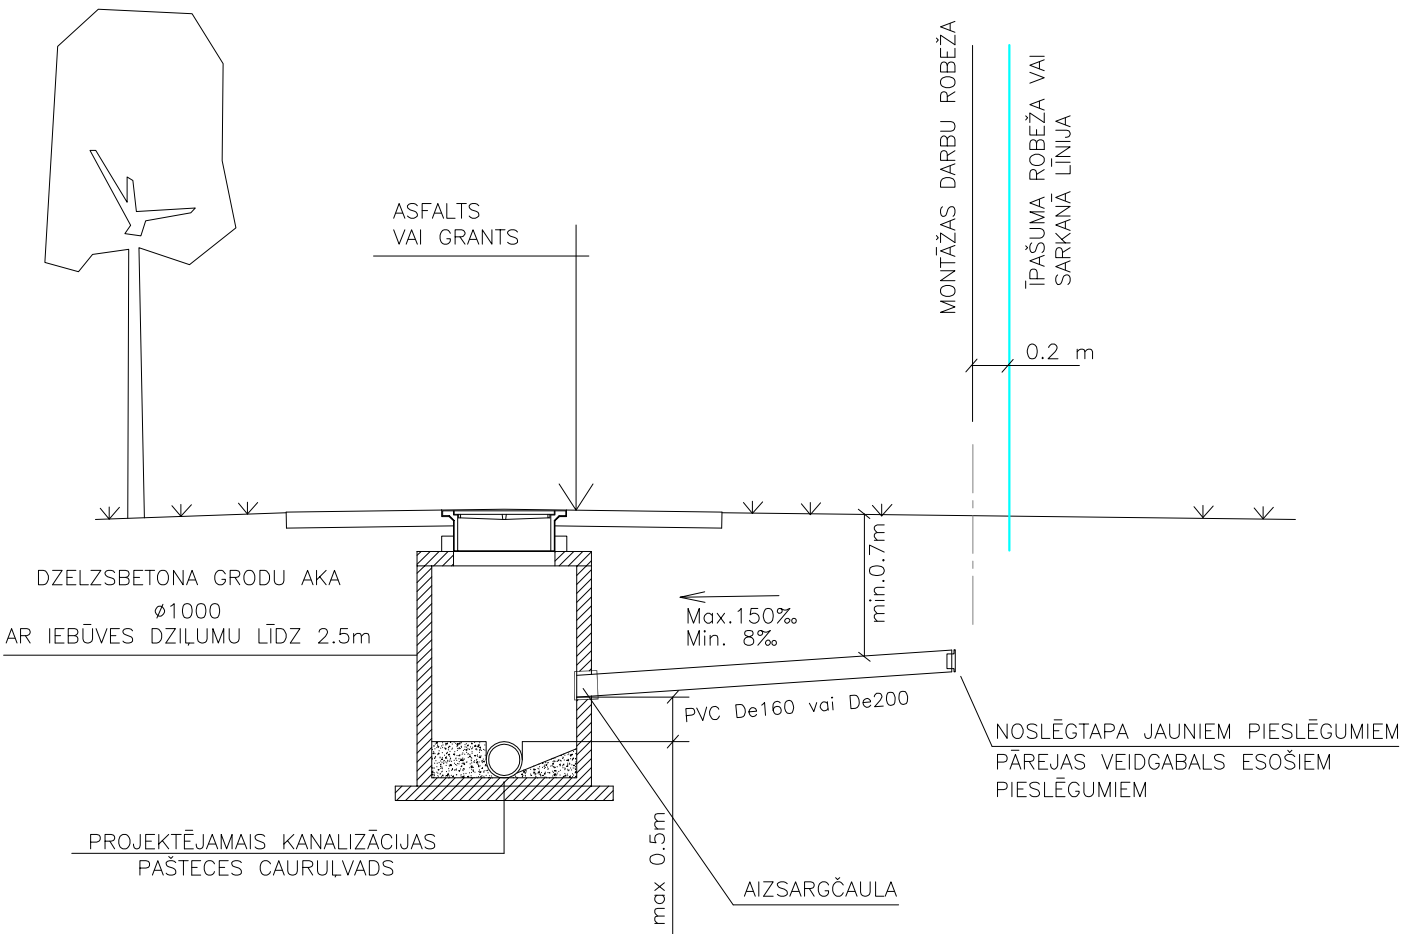 MONTĀŽAS DARBU ROBEŽA
ĪPAŠUMA ROBEŽA VAI
SARKANĀ LĪNIJA
ASFALTS
VAI GRANTS
0.2 m
min.0.7m
DZELZSBETONA GRODU AKA
ø1000
AR IEBŪVES DZIĻUMU LĪDZ 2.5m
Max.150‰
Min. 8‰
PVC De160 vai De200
NOSLĒGTAPA JAUNIEM PIESLĒGUMIEM
PĀREJAS VEIDGABALS ESOŠIEM
PIESLĒGUMIEM
PROJEKTĒJAMAIS KANALIZĀCIJAS
PAŠTECES CAURUĻVADS
max 0.5m
AIZSARGČAULA